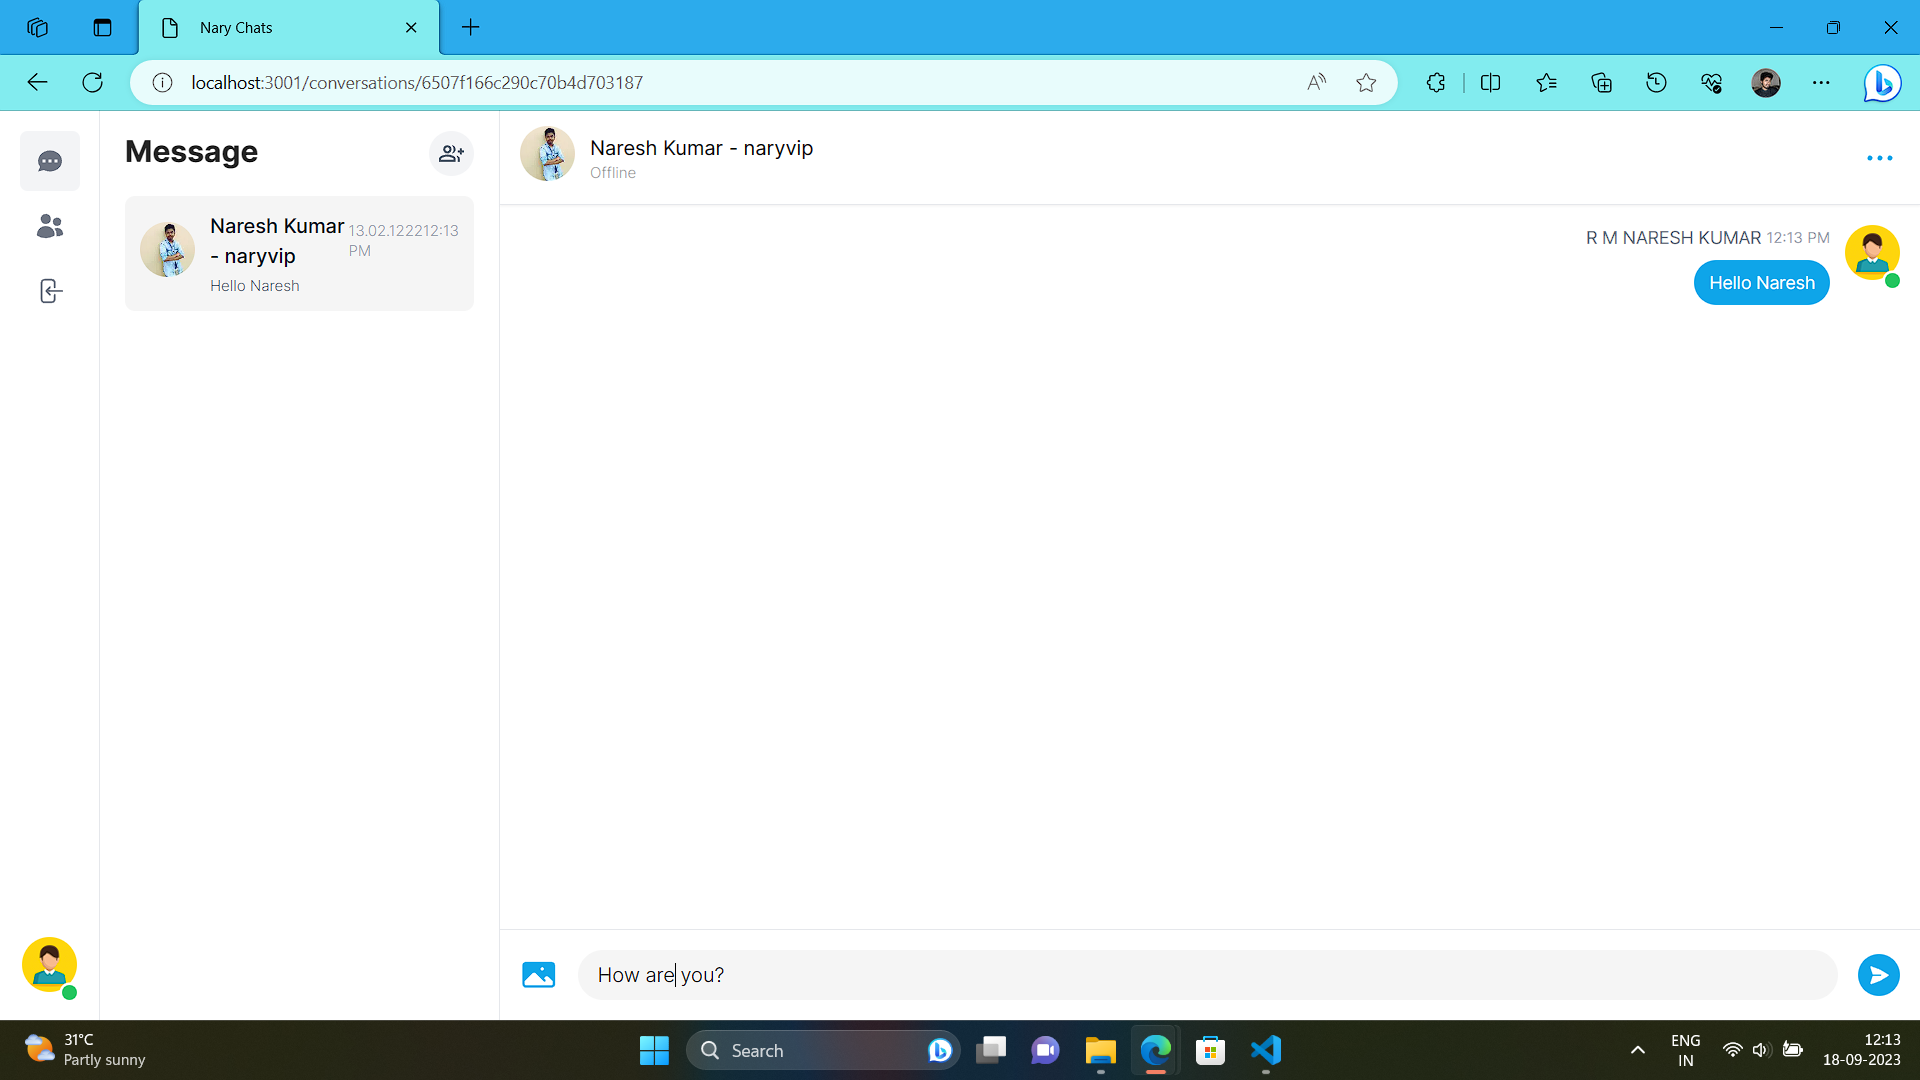 Nary Chats
localhost:3001/conversations/6507f166c290c70b4d703187
Message
Naresh Kumar
- naryvip
13.02.122212:13
PM
Hello Naresh
Naresh Kumar - naryvip
Offline
R M NARESH KUMAR 12:13 PM
Hello Naresh
How are you?
31°C
Partly sunny
Search
ENG
IN
12:13
18-09-2023